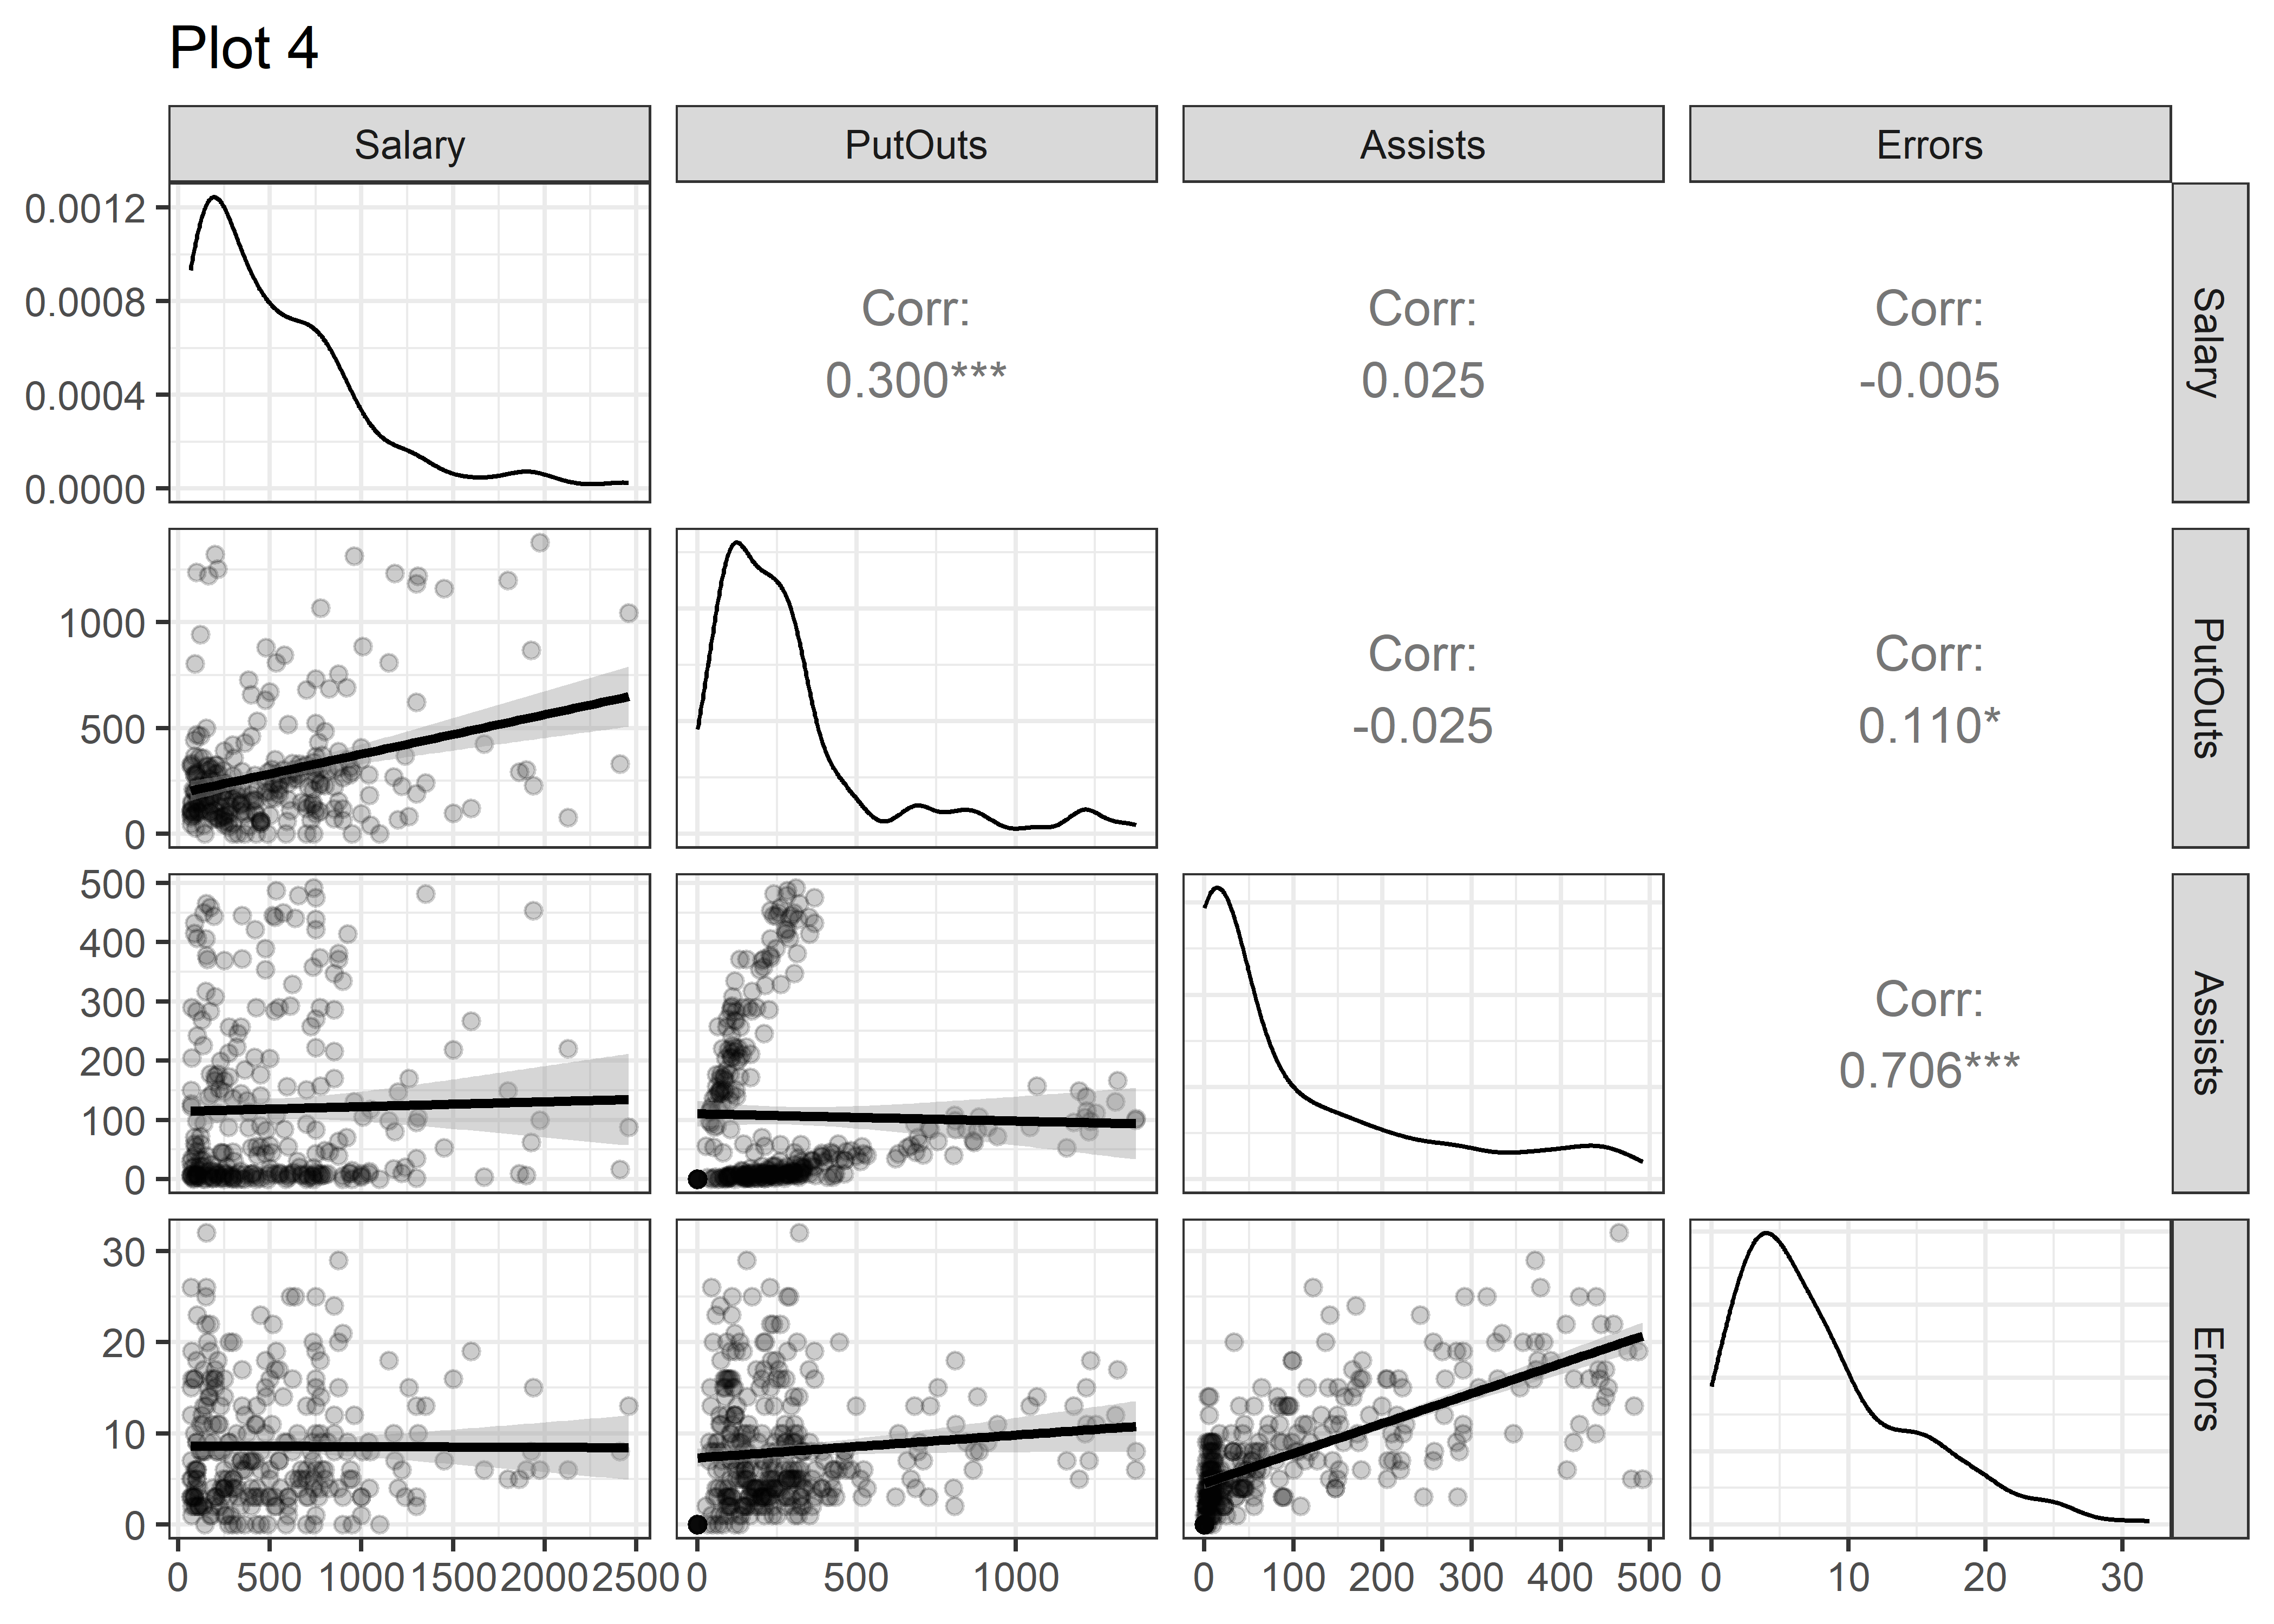 Plot 4
Salary PutOuts Assists Errors
0.0012
0.0008
0.0004
0.0000
Corr:
0.300***
Corr:
0.025
Corr:
-0.005
Salary
1000
500
0
Corr:
-0.025
Corr:
0.110*
PutOuts
500
400
300
200
100
0
Corr:
0.706***
Assists
30
20
10
0
Errors
0 500 1000 1500 2000 2500 0 500 1000 0 100 200 300 400 500 0 10 20 30